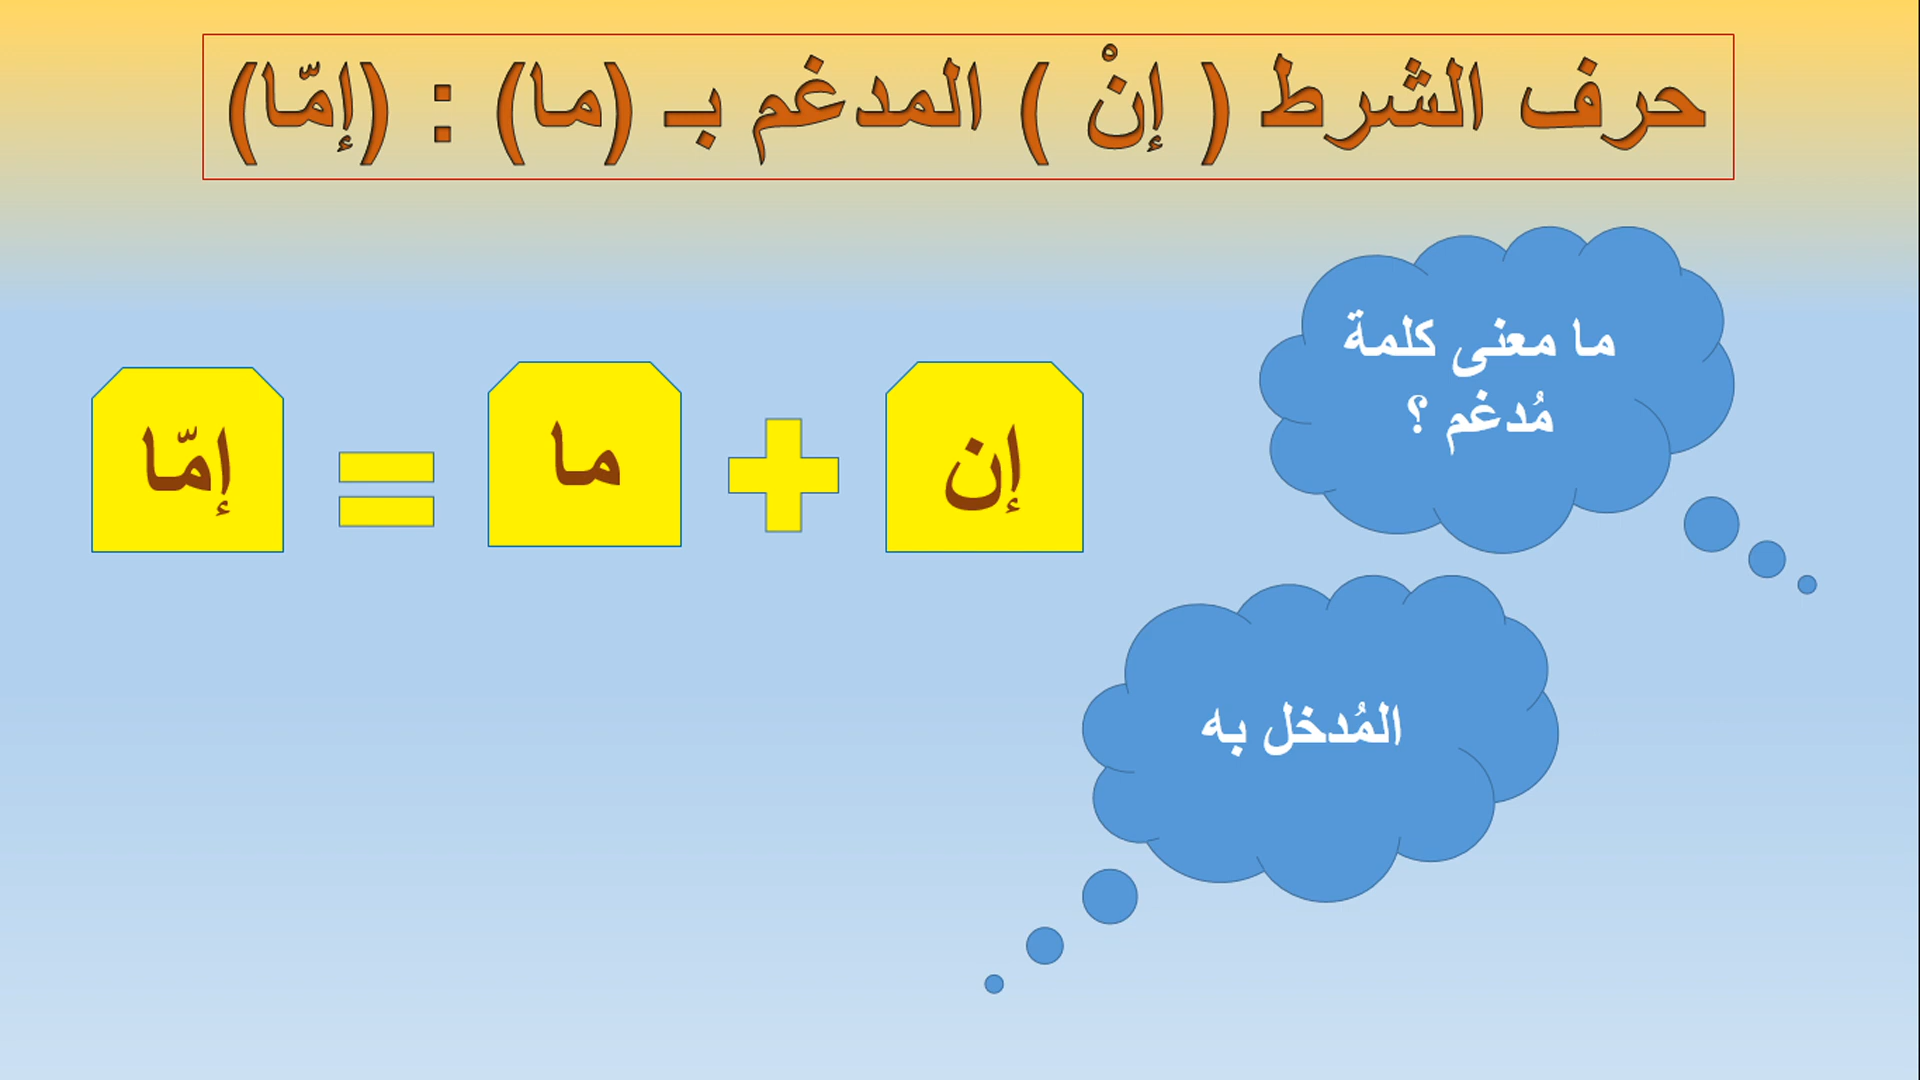 حرف الشرط ( إنْ ) المدغم بـ (ما) : (إمّا)
ما معنى كلمة
مُدغم ؟
إن
ما
إمّا
المُدخل به